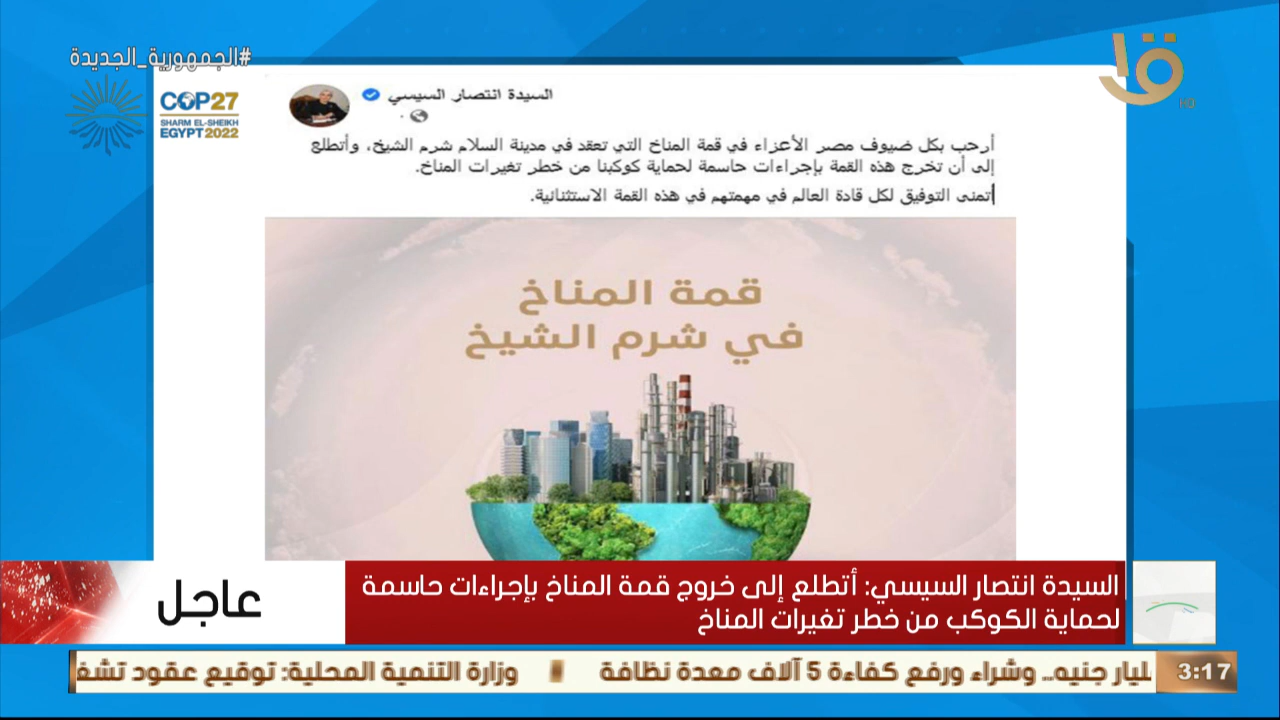 #الجمهورية_الجديدة
COP27
SHARM EL-SHEIKH
EGYPT 2022
السيدة انتصار السيسي
أرحب بكل ضيوف مصر الأعزاء في قمة المناخ التي تعقد في مدينة السلام شرم الشيخ، وأتطلع
إلى أن تخرج هذه القمة بإجراءات حاسمة لحماية كوكبنا من خطر تغيرات المناخ.
أتمنى التوفيق لكل قادة العالم في مهمتهم في هذه القمة الاستثنائية.
قمة المناخ
في شرم الشيخ
عاجل
السيدة انتصار السيسي: أتطلع إلى خروج قمة المناخ بإجراءات حاسمة
لحماية الكوكب من خطر تغيرات المناخ
3:17
ـليار جنيه.. وشراء ورفع كفاءة 5 آلاف معدة نظافة وزارة التنمية المحلية: توقيع عقود تشغـ